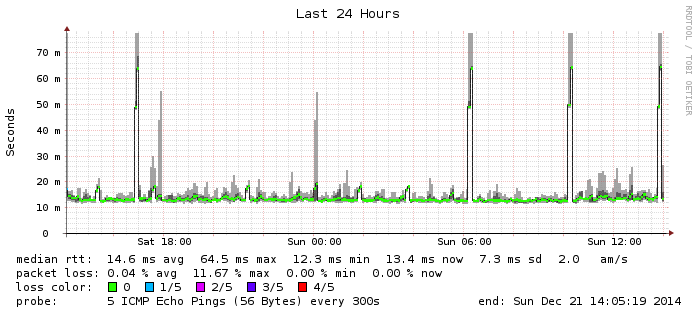 Last 24 Hours
RRDTOOL / TOBI OETIKER
Seconds
70 m
60 m
50 m
40 m
30 m
20 m
10 m
0
Sat 18:00 Sun 00:00 Sun 06:00 Sun 12:00
median rtt: 14.6 ms avg 64.5 ms max 12.3 ms min 13.4 ms now 7.3 ms sd 2.0 am/s
packet loss: 0.04 % avg 11.67 % max 0.00 % min 0.00 % now
loss color: 0 1/5 2/5 3/5 4/5
probe: 5 ICMP Echo Pings (56 Bytes) every 300s end: Sun Dec 21 14:05:19 2014